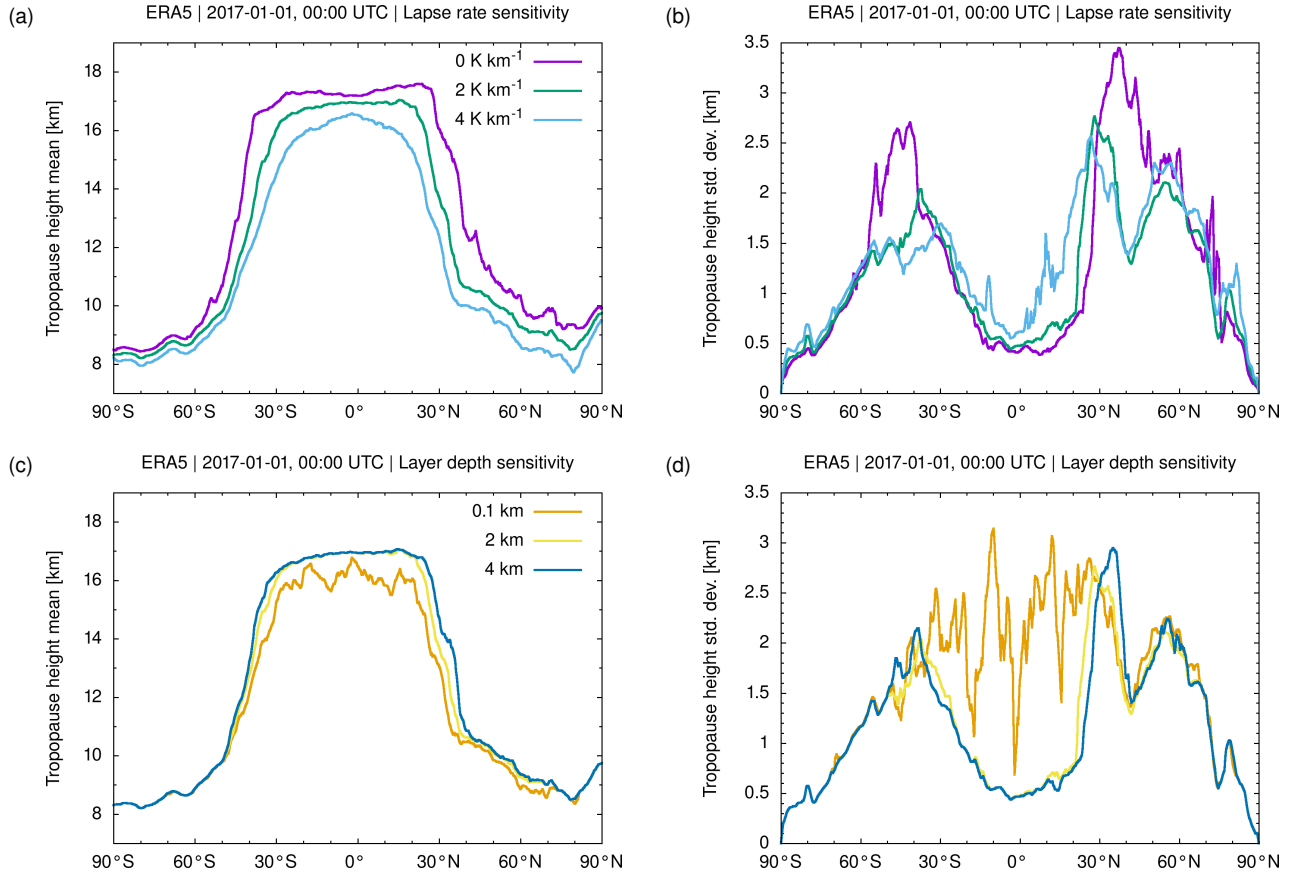 (a)
ERA5 | 2017-01-01, 00:00 UTC | Lapse rate sensitivity
Tropopause height mean [km]
18
16
14
12
10
8
0 K km⁻¹
2 K km⁻¹
4 K km⁻¹
90°S 60°S 30°S 0° 30°N 60°N 90°N
(b)
ERA5 | 2017-01-01, 00:00 UTC | Lapse rate sensitivity
Tropopause height std. dev. [km]
3.5
3
2.5
2
1.5
1
0.5
0
90°S 60°S 30°S 0° 30°N 60°N 90°N
(c)
ERA5 | 2017-01-01, 00:00 UTC | Layer depth sensitivity
Tropopause height mean [km]
18
16
14
12
10
8
0.1 km
2 km
4 km
90°S 60°S 30°S 0° 30°N 60°N 90°N
(d)
ERA5 | 2017-01-01, 00:00 UTC | Layer depth sensitivity
Tropopause height std. dev. [km]
3.5
3
2.5
2
1.5
1
0.5
0
90°S 60°S 30°S 0° 30°N 60°N 90°N